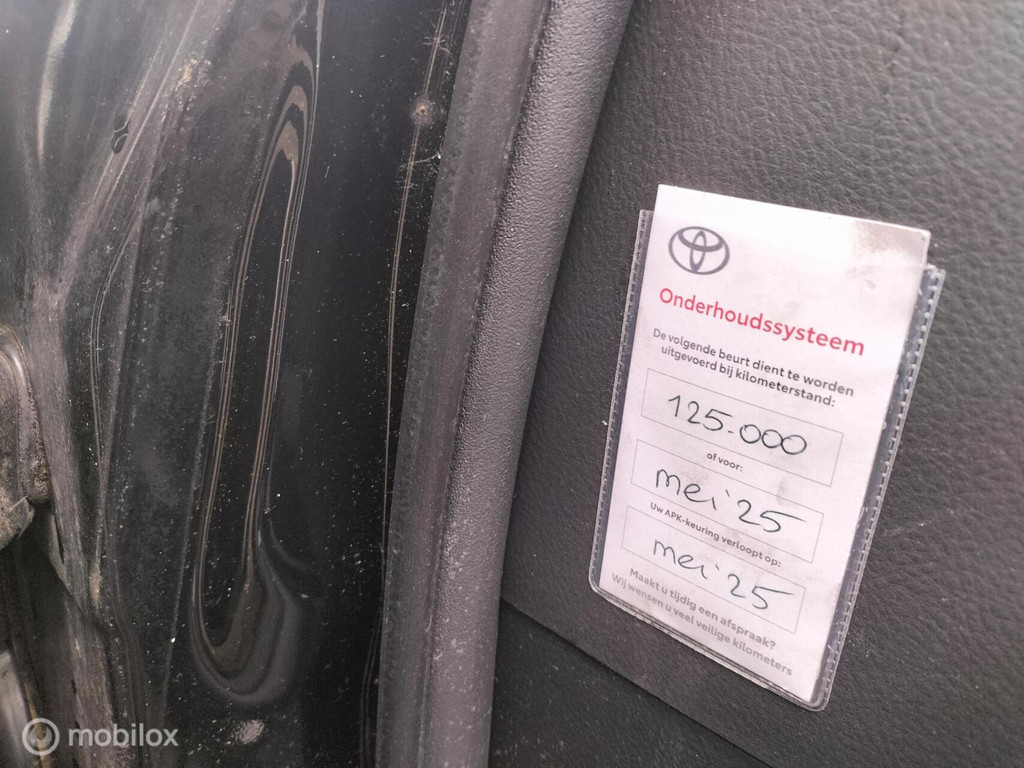 Onderhoudssysteem
De volgende beurt dient te worden
uitgevoerd bij kilometerstand:
125.000
of voor:
mei '25
Uw APK-keuring verloopt op:
mei '25
Maakt u tijdig een afspraak?
Wij wensen u veel veilige kilometers
mobilox